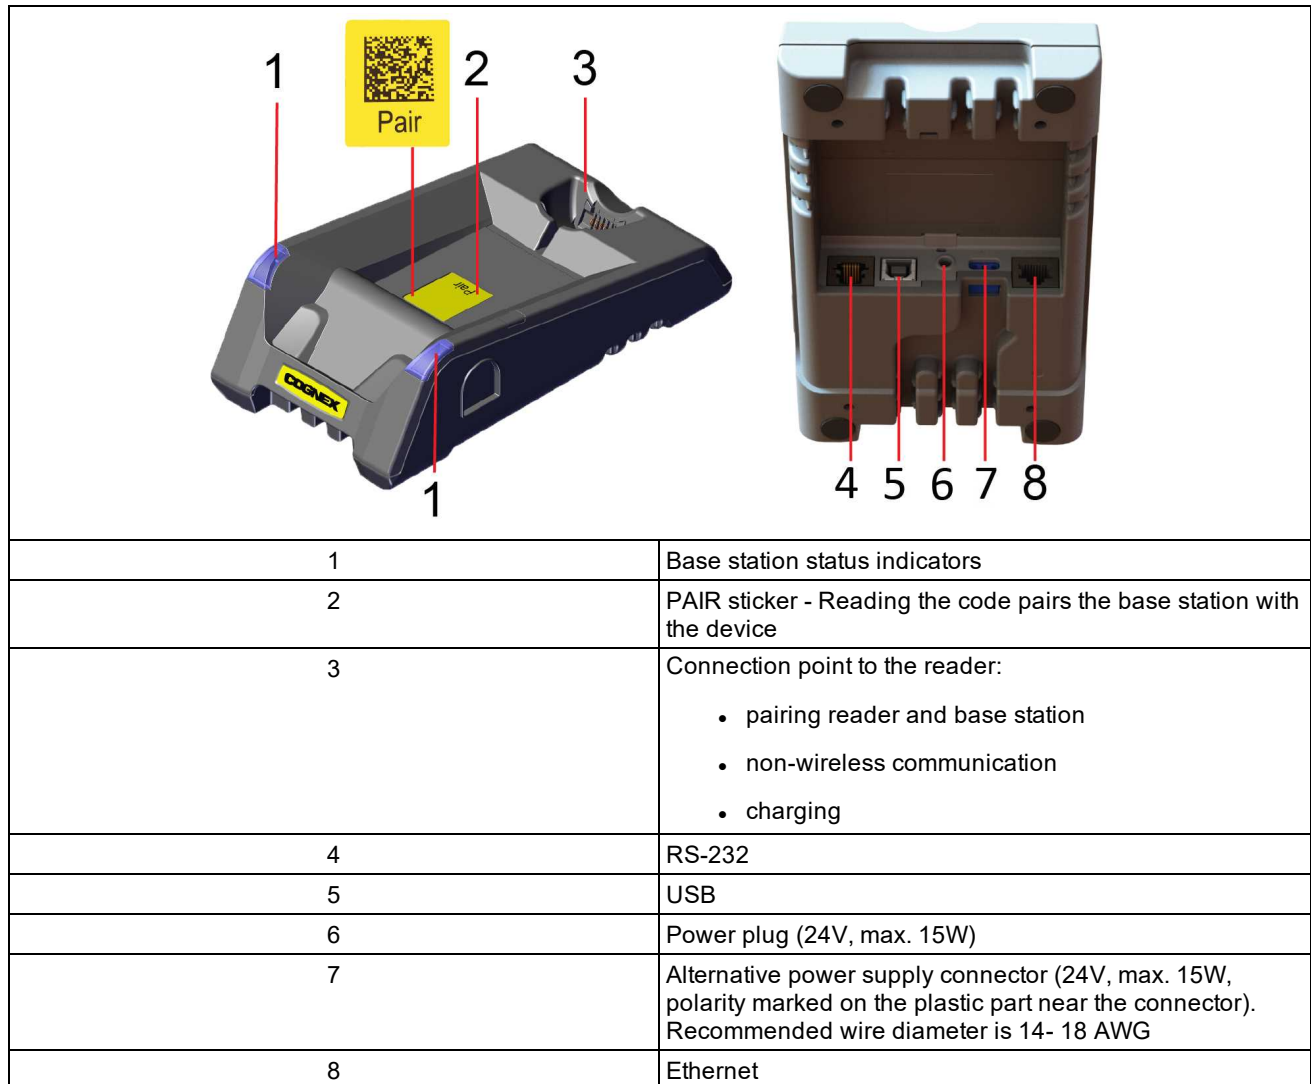 1
2
3
Pair
Pair
COGNEX
1
4 5 6 7 8
1 Base station status indicators
2 PAIR sticker - Reading the code pairs the base station with
the device
3 Connection point to the reader:
• pairing reader and base station
• non-wireless communication
• charging
4 RS-232
5 USB
6 Power plug (24V, max. 15W)
7 Alternative power supply connector (24V, max. 15W,
polarity marked on the plastic part near the connector).
Recommended wire diameter is 14- 18 AWG
8 Ethernet